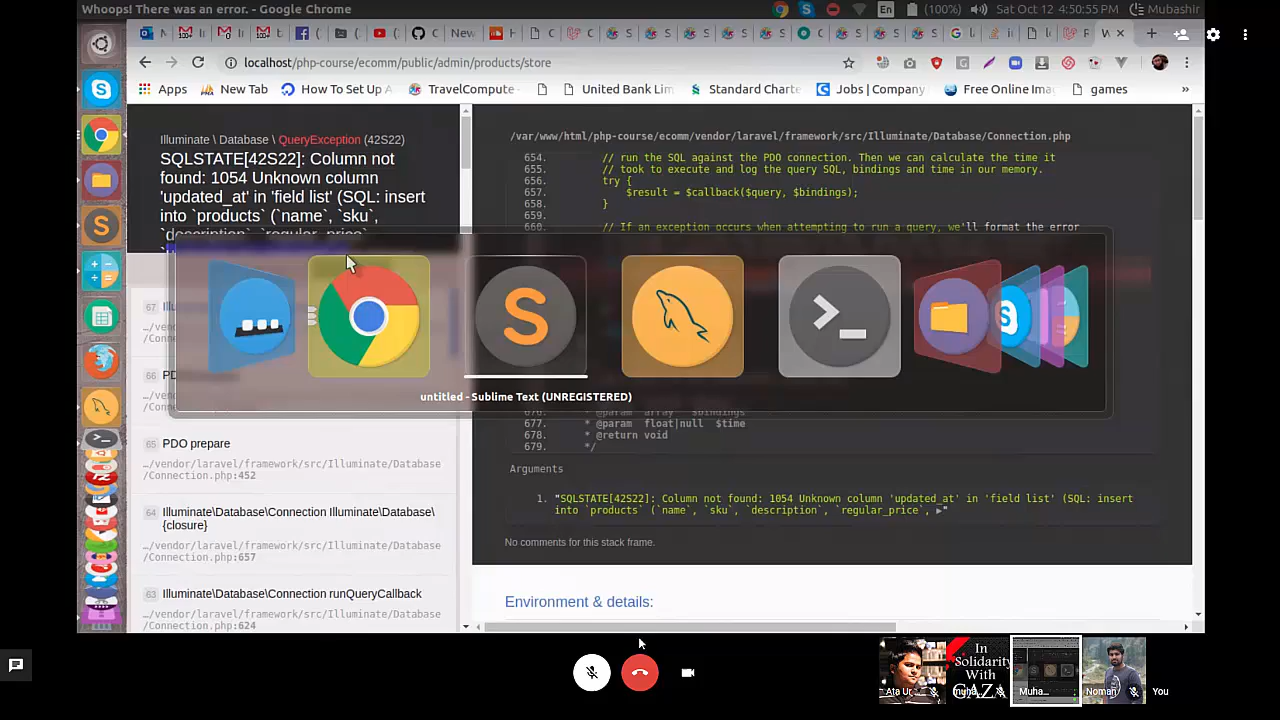 Whoops! There was an error. - Google Chrome
En
(100%)
Sat Oct 12 4:50:55 PM
Mubashir
localhost/php-course/ecomm/public/admin/products/store
Apps
New Tab
How To Set Up A
TravelCompute -
United Bank Lim
Standard Charte
Jobs | Company
Free Online Imag
games
»
Illuminate \ Database \ QueryException (42S22)
SQLSTATE[42S22]: Column not
found: 1054 Unknown column
'updated_at' in 'field list' (SQL: insert
into `products` (`name`, `sku`,
`description`, `regular_price`,
/var/www/html/php-course/ecomm/vendor/laravel/framework/src/Illuminate/Database/Connection.php
654. // run the SQL against the PDO connection. Then we can calculate the time it
655. // took to execute and log the query SQL, bindings and time in our memory.
656. try {
657. $result = $callback($query, $bindings);
658. }
659.
660. // If an exception occurs when attempting to run a query, we'll format the error
untitled - Sublime Text (UNREGISTERED)
67
66
65 PDO prepare
…/vendor/laravel/framework/src/Illuminate/Database
/Connection.php:452
64 Illuminate\Database\Connection Illuminate\Database\
{closure}
…/vendor/laravel/framework/src/Illuminate/Database
/Connection.php:657
63 Illuminate\Database\Connection runQueryCallback
…/vendor/laravel/framework/src/Illuminate/Database
/Connection.php:624
676. * @param array $bindings
677. * @param float|null $time
678. * @return void
679. */
Arguments
1. "SQLSTATE[42S22]: Column not found: 1054 Unknown column 'updated_at' in 'field list' (SQL: insert
into `products` (`name`, `sku`, `description`, `regular_price`, ▶"
No comments for this stack frame.
Environment & details:
In
Solidarity
With
GAZA
Ata Ur
Muha...
Noman
You